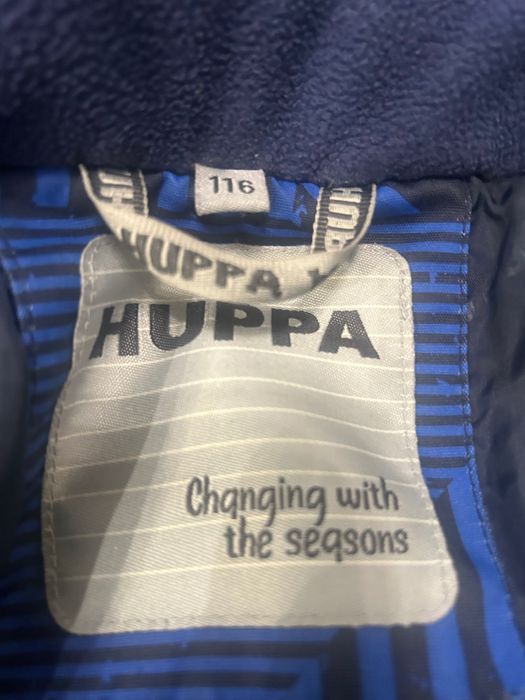 116
HUPPA
HUPPA
Changing with
the seasons